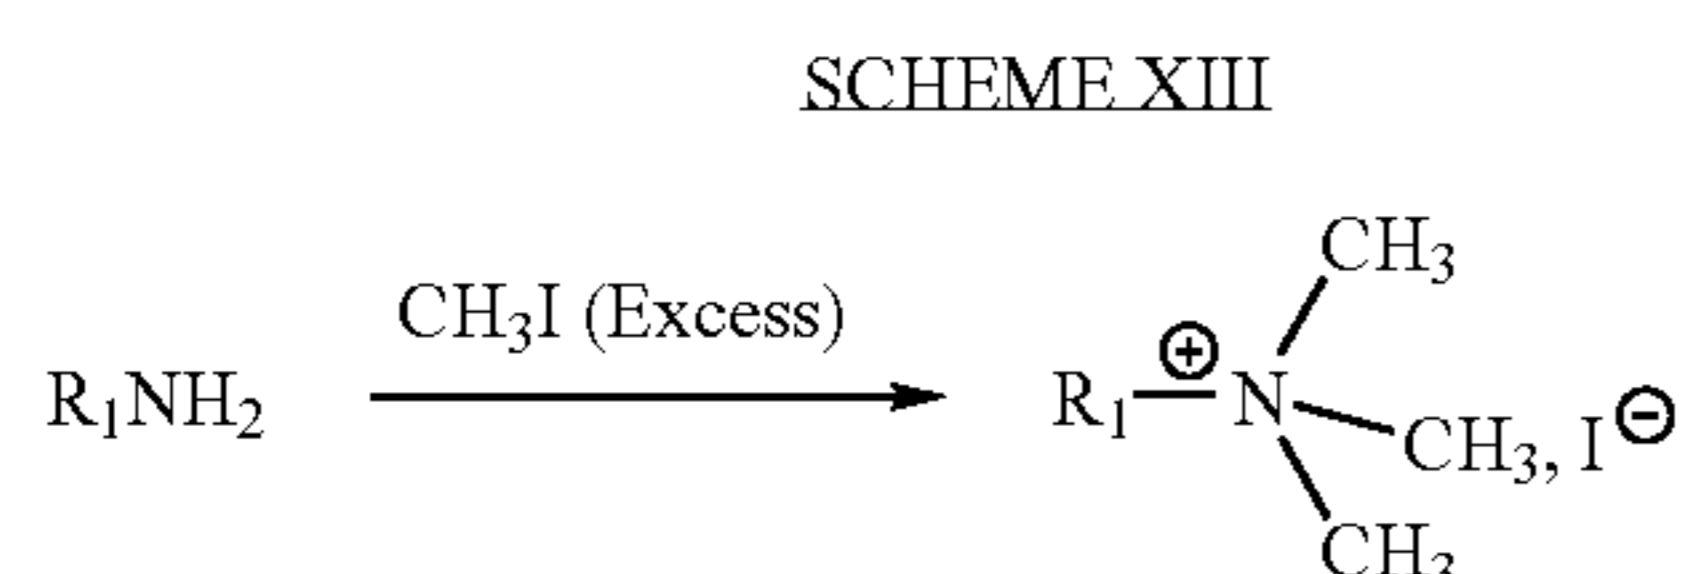 SCHEME XIII
CH₃
CH₃I (Excess)
R₁NH₂ R₁—N⊕
CH₃, I⊖
CH₃